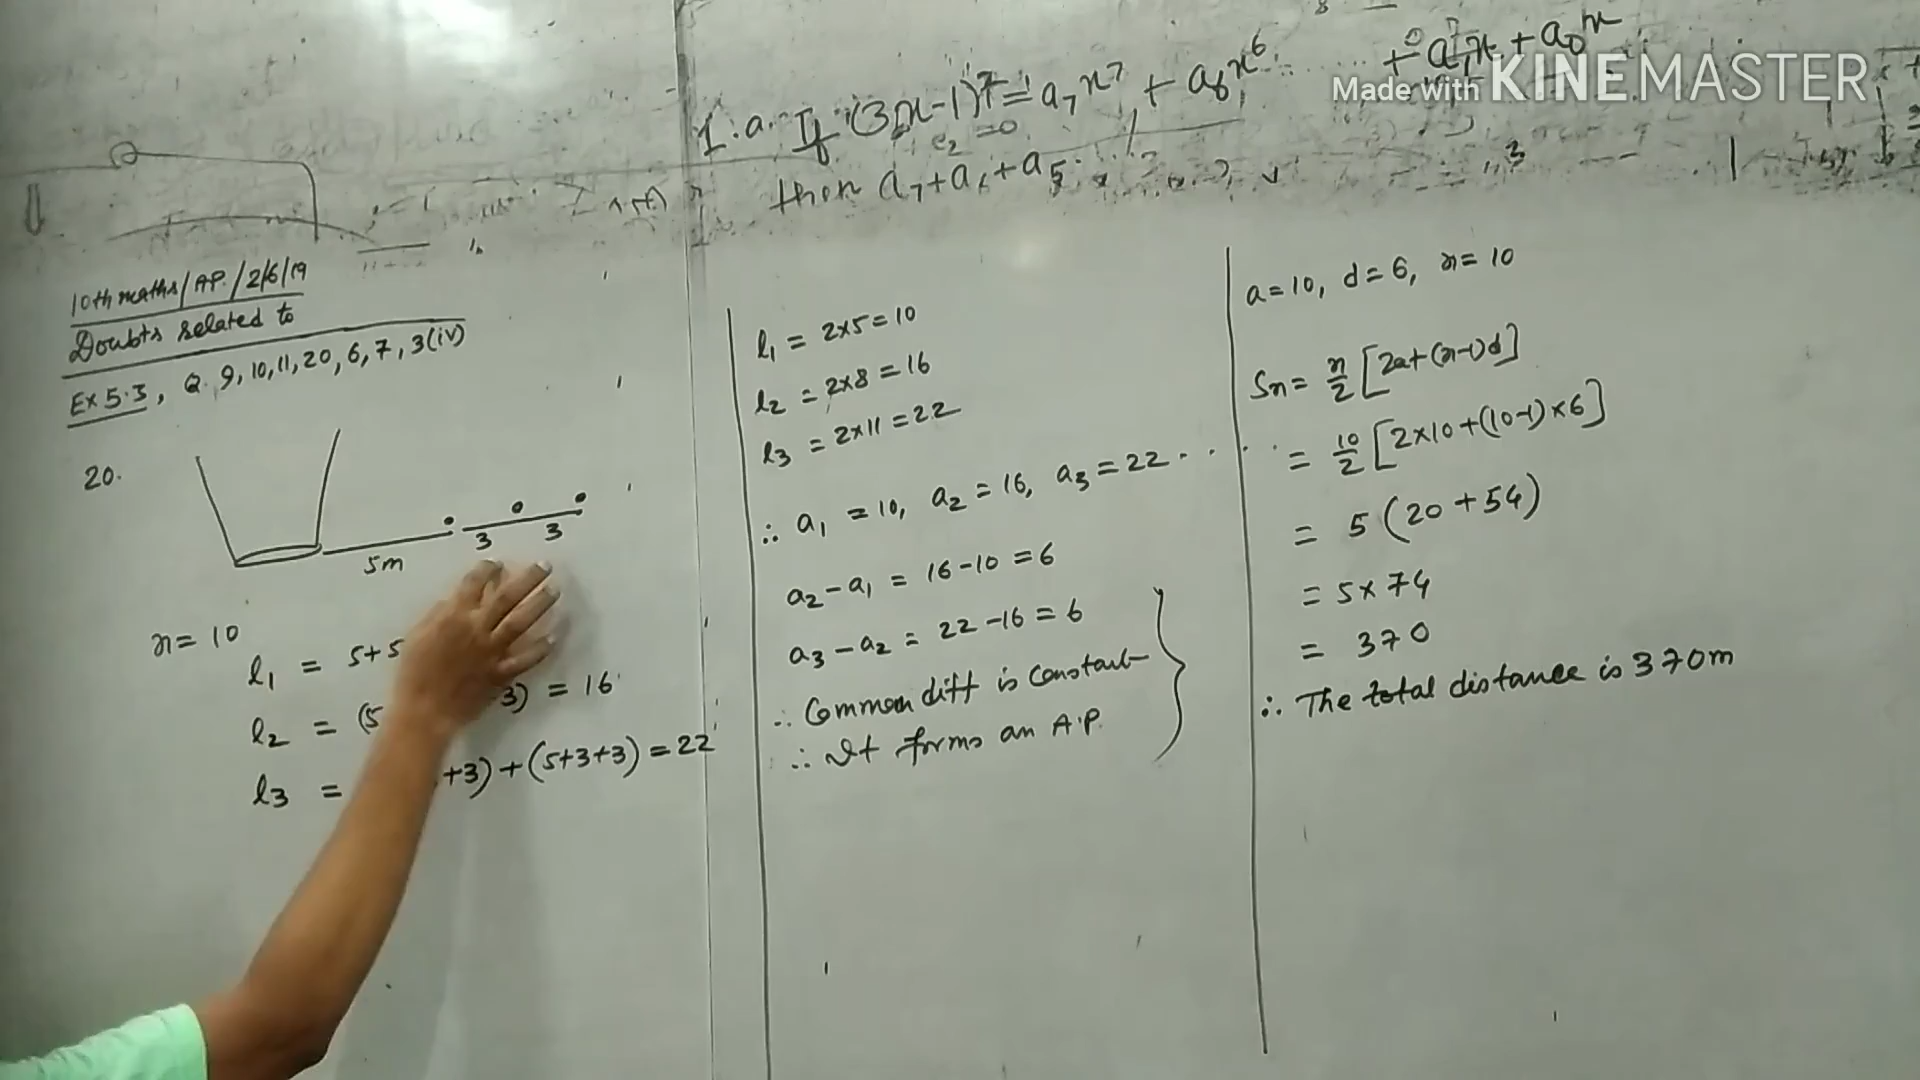 Made with KINEMASTER
I.a. If (3x-1)⁷ = a₇x⁷ + a₆x⁶ + a₁x + a₀
then a₇+a₆+a₅
10th maths/AP./2/6/19
Doubts related to
Ex 5.3, Q. 9,10,11,20,6,7,3(iv)
20.
5m 3 3
n=10
l₁ = 5+5
l₂ = (5 3) = 16
l₃ = +3)+(5+3+3) = 22
l₁ = 2×5=10
l₂ = 2×8=16
l₃ = 2×11=22
∴ a₁ = 10, a₂ = 16, a₃ = 22 . . . .
a₂-a₁ = 16-10 = 6
a₃-a₂ = 22-16 = 6
∴ Common diff is constant
∴ It forms an A.P.
a=10, d=6, n=10
Sn = n/2 [2a+(n-1)d]
= 10/2 [2×10+(10-1)×6]
= 5 (20+54)
= 5×74
= 370
∴ The total distance is 370m